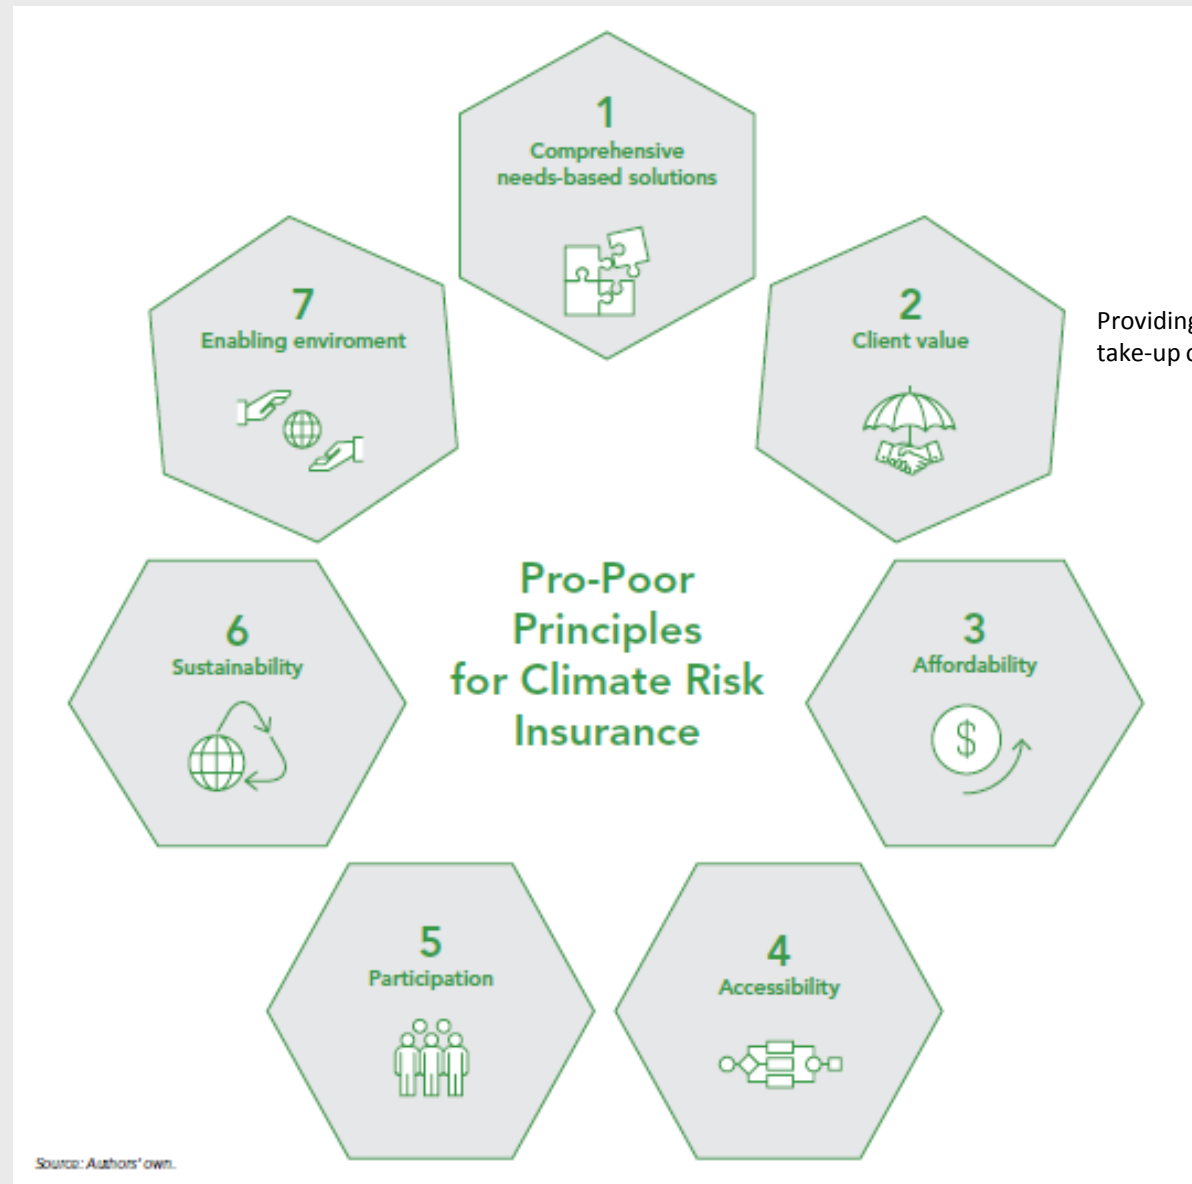 1
Comprehensive
needs-based solutions
2
Client value
Providing
take-up
3
Affordability
4
Accessibility
5
Participation
6
Sustainability
7
Enabling enviroment
Pro-Poor
Principles
for Climate Risk
Insurance
Source: Authors' own.